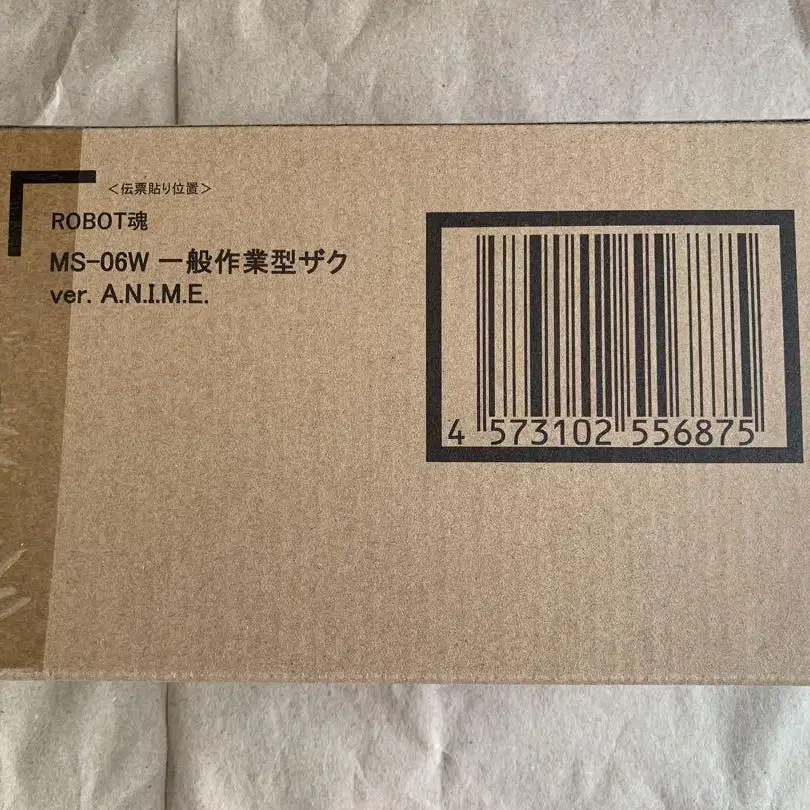 <伝票貼り位置>
ROBOT魂
MS-06W 一般作業型ザク
ver. A.N.I.M.E.
4 573102 556875